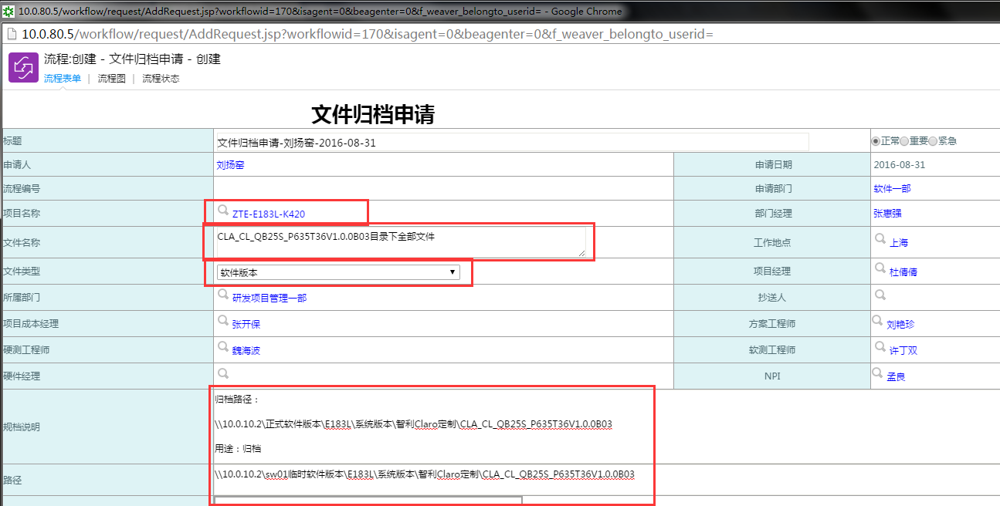 10.0.80.5/workflow/request/AddRequest.jsp?workflowid=170&isagent=0&beagenter=0&f_weaver_belongto_userid= - Google Chrome
10.0.80.5/workflow/request/AddRequest.jsp?workflowid=170&isagent=0&beagenter=0&f_weaver_belongto_userid=
流程:创建 - 文件归档申请 - 创建
流程表单 | 流程图 | 流程状态
文件归档申请
标题 文件归档申请-刘扬窑-2016-08-31 正常 重要 紧急
申请人 刘扬窑 申请日期 2016-08-31
流程编号 申请部门 软件一部
项目名称 ZTE-E183L-K420 部门经理 张惠强
文件名称 CLA_CL_QB25S_P635T36V1.0.0B03目录下全部文件 工作地点 上海
文件类型 软件版本 项目经理 杜倩倩
所属部门 研发项目管理一部 抄送人
项目成本经理 张开保 方案工程师 刘艳珍
硬测工程师 魏海波 软测工程师 许丁双
硬件经理 NPI 孟良
规档说明 归档路径：
\\10.0.10.2\正式软件版本\E183L\系统版本\智利Claro定制\CLA_CL_QB25S_P635T36V1.0.0B03
用途：归档
路径 \\10.0.10.2\sw01临时软件版本\E183L\系统版本\智利Claro定制\CLA_CL_QB25S_P635T36V1.0.0B03